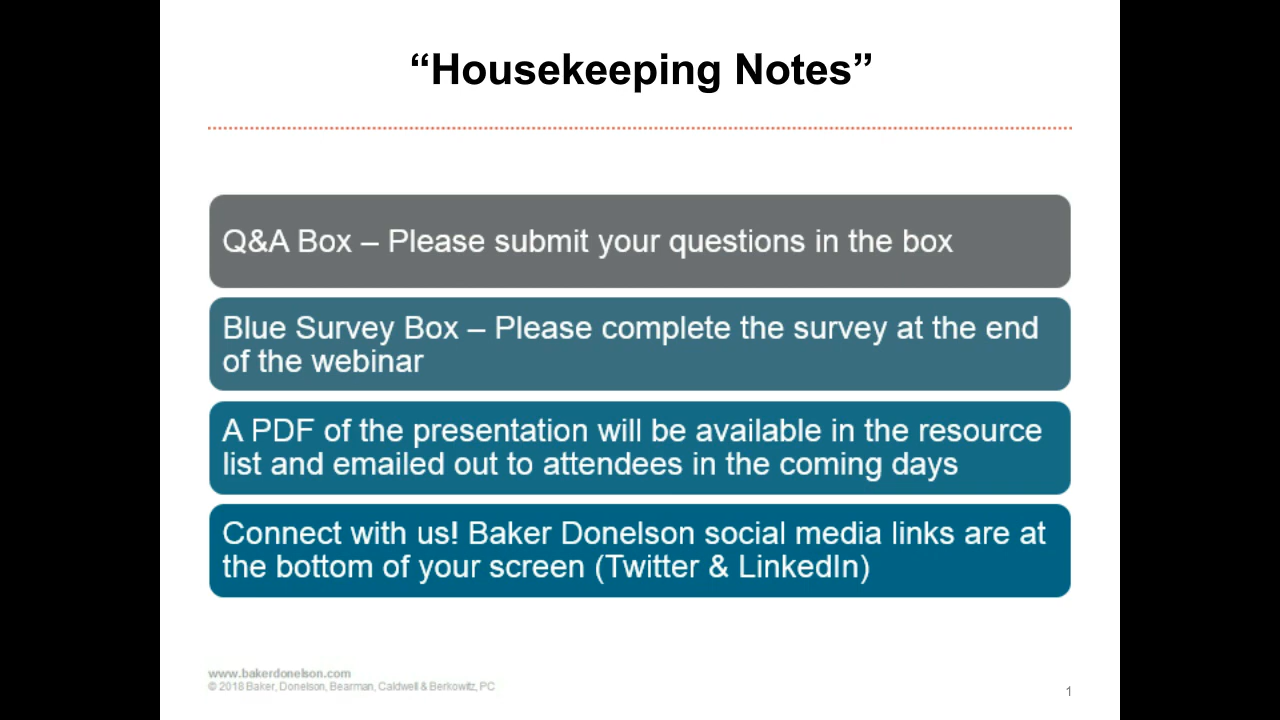 “Housekeeping Notes”
Q&A Box – Please submit your questions in the box
Blue Survey Box – Please complete the survey at the end
of the webinar
A PDF of the presentation will be available in the resource
list and emailed out to attendees in the coming days
Connect with us! Baker Donelson social media links are at
the bottom of your screen (Twitter & LinkedIn)
www.bakerdonelson.com
© 2018 Baker, Donelson, Bearman, Caldwell & Berkowitz, PC
1